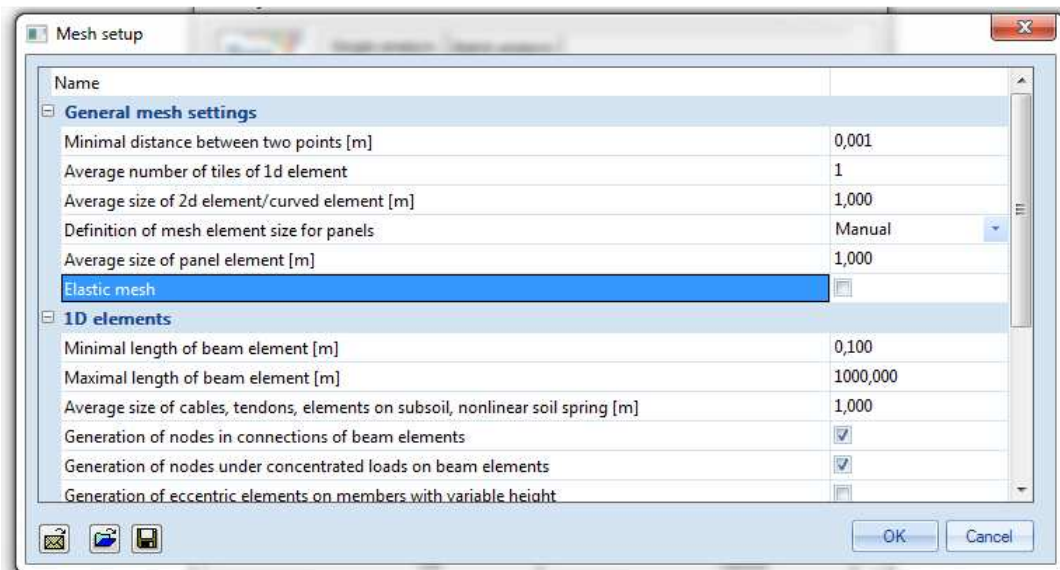 Mesh setup
Name
General mesh settings
Minimal distance between two points [m] 0,001
Average number of tiles of 1d element 1
Average size of 2d element/curved element [m] 1,000
Definition of mesh element size for panels Manual
Average size of panel element [m] 1,000
Elastic mesh
1D elements
Minimal length of beam element [m] 0,100
Maximal length of beam element [m] 1000,000
Average size of cables, tendons, elements on subsoil, nonlinear soil spring [m] 1,000
Generation of nodes in connections of beam elements
Generation of nodes under concentrated loads on beam elements
Generation of eccentric elements on members with variable height
OK Cancel